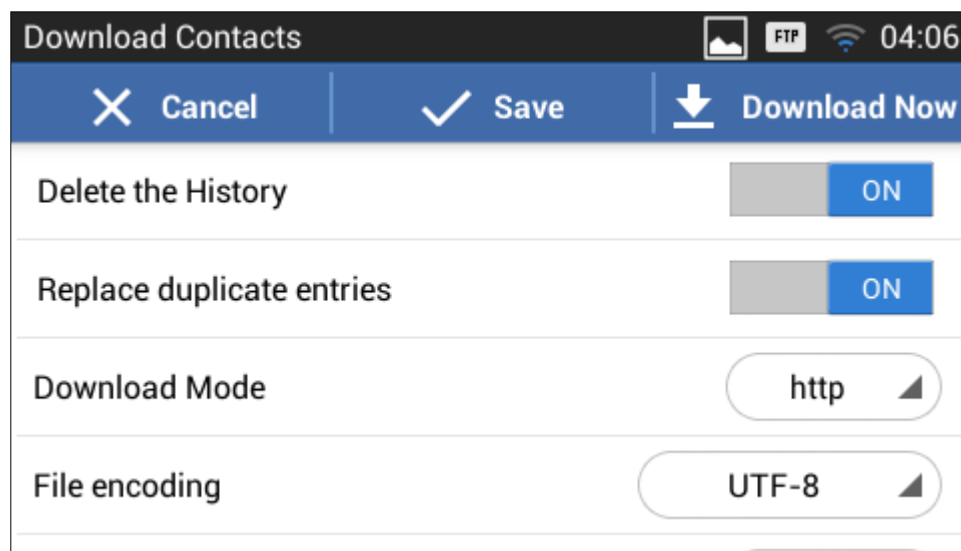 Download Contacts FTP 04:06
Cancel Save Download Now
Delete the History ON
Replace duplicate entries ON
Download Mode http
File encoding UTF-8